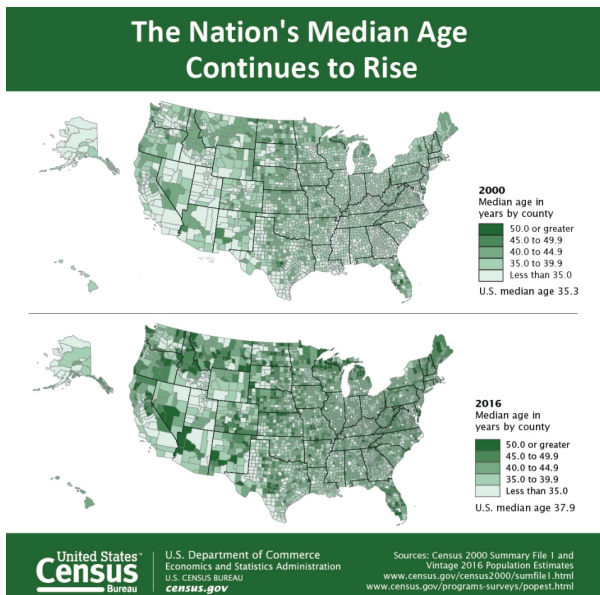 The Nation's Median Age
Continues to Rise
2000
Median age in
years by county
50.0 or greater
45.0 to 49.9
40.0 to 44.9
35.0 to 39.9
Less than 35.0
U.S. median age 35.3
2016
Median age in
years by county
50.0 or greater
45.0 to 49.9
40.0 to 44.9
35.0 to 39.9
Less than 35.0
U.S. median age 37.9
United States™
Census
Bureau
U.S. Department of Commerce
Economics and Statistics Administration
U.S. CENSUS BUREAU
census.gov
Sources: Census 2000 Summary File 1 and
Vintage 2016 Population Estimates
www.census.gov/census2000/sumfile1.html
www.census.gov/programs-surveys/popest.html